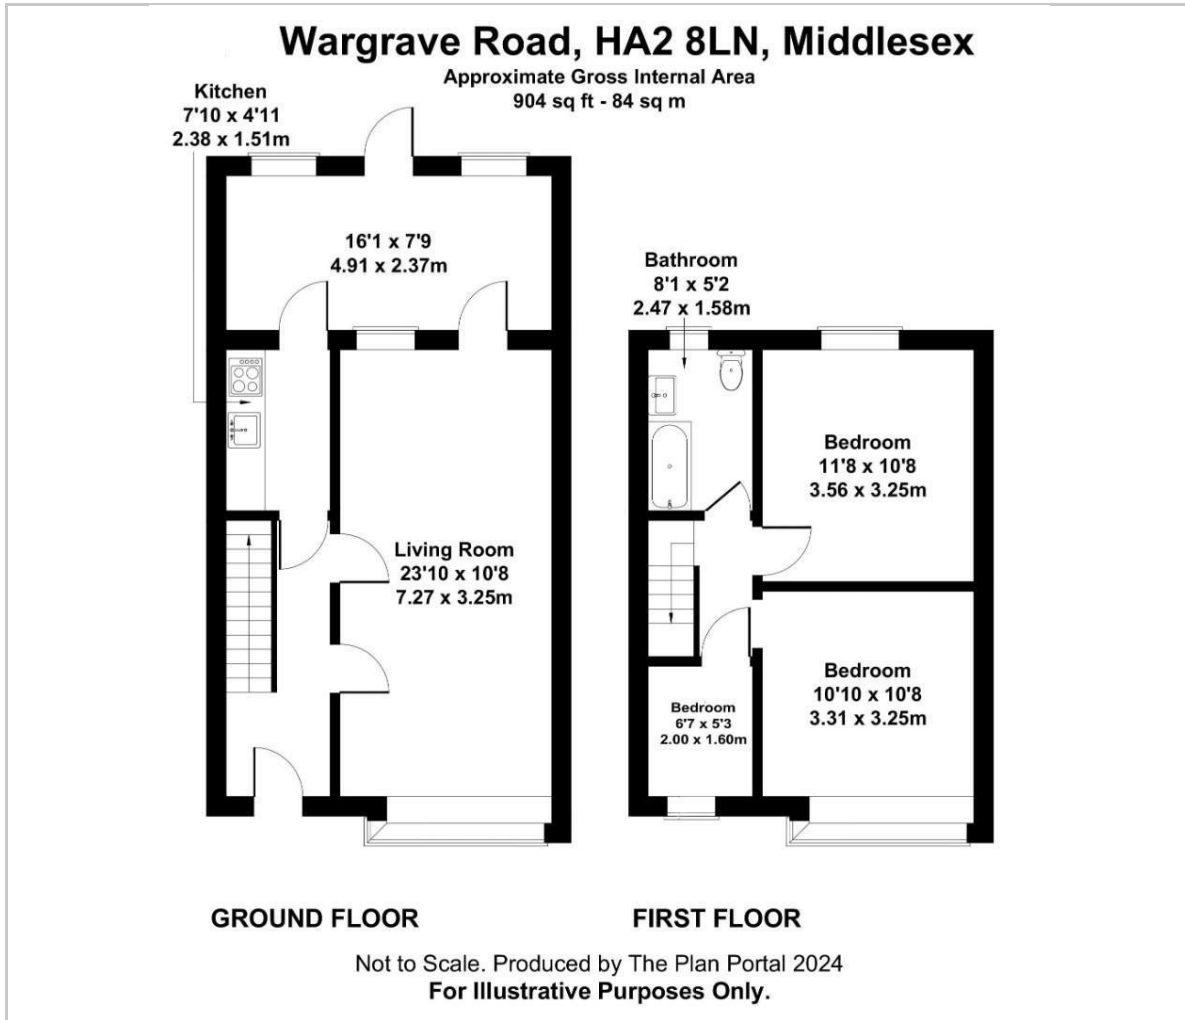 Wargrave Road, HA2 8LN, Middlesex
Approximate Gross Internal Area
904 sq ft - 84 sq m
Kitchen
7'10 x 4'11
2.38 x 1.51m
16'1 x 7'9
4.91 x 2.37m
Living Room
23'10 x 10'8
7.27 x 3.25m
Bathroom
8'1 x 5'2
2.47 x 1.58m
Bedroom
11'8 x 10'8
3.56 x 3.25m
Bedroom
10'10 x 10'8
3.31 x 3.25m
Bedroom
6'7 x 5'3
2.00 x 1.60m
GROUND FLOOR
FIRST FLOOR
Not to Scale. Produced by The Plan Portal 2024
For Illustrative Purposes Only.